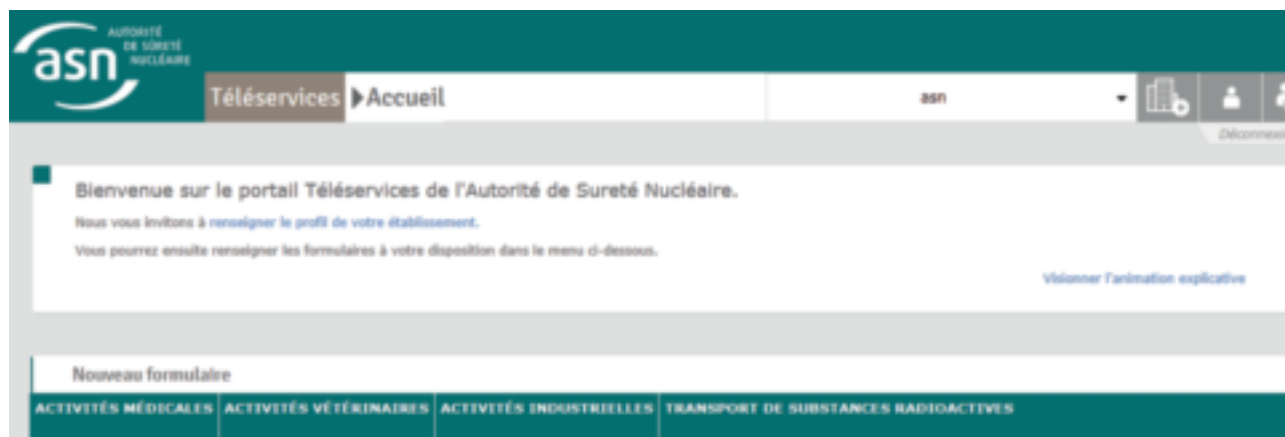 AUTORITÉ
DE SÛRETÉ
NUCLÉAIRE
asn
Téléservices Accueil asn
Déconnexi
Bienvenue sur le portail Téléservices de l'Autorité de Sureté Nucléaire.
Nous vous invitons à renseigner le profil de votre établissement.
Vous pourrez ensuite renseigner les formulaires à votre disposition dans le menu ci-dessous.
Visionner l'animation explicative
Nouveau formulaire
ACTIVITÉS MÉDICALES ACTIVITÉS VÉTÉRINAIRES ACTIVITÉS INDUSTRIELLES TRANSPORT DE SUBSTANCES RADIOACTIVES